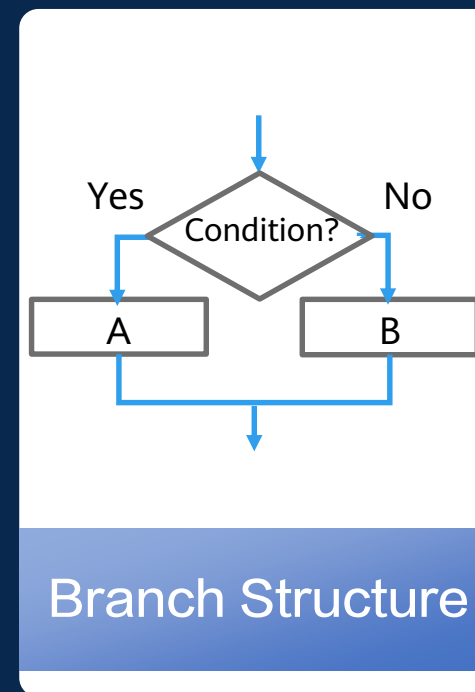 Yes
No
Condition?
A
B
Branch Structure